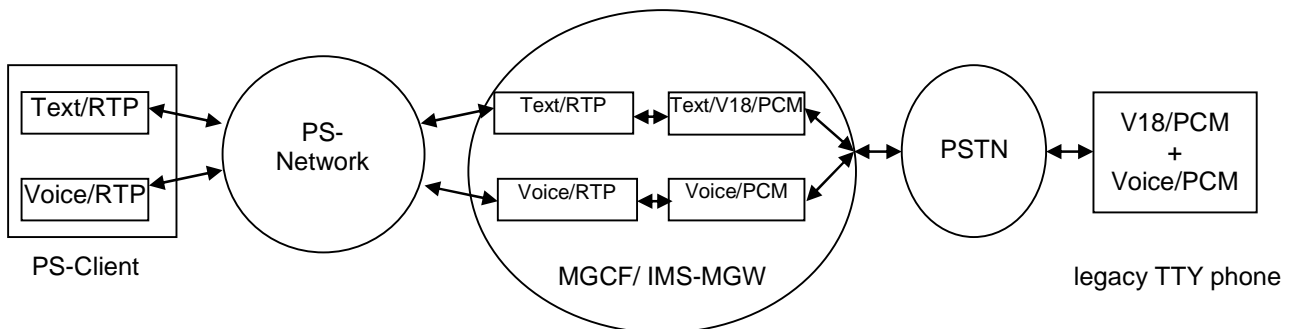 Text/RTP
Voice/RTP
PS-Client
PS-
Network
Text/RTP
Text/V18/PCM
Voice/RTP
Voice/PCM
MGCF/ IMS-MGW
PSTN
V18/PCM
+
Voice/PCM
legacy TTY phone